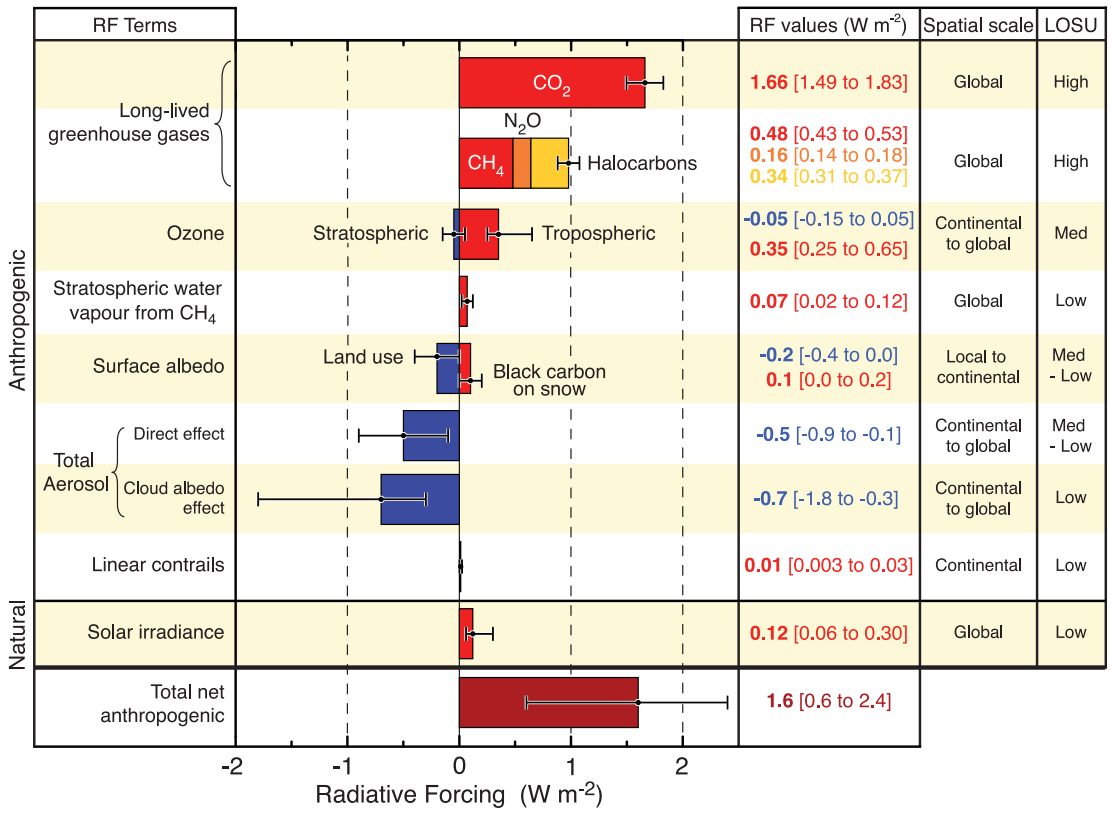 RF Terms
RF values (W m⁻²)
Spatial scale
LOSU
Anthropogenic
Long-lived
greenhouse gases
CO₂
1.66 [1.49 to 1.83]
Global
High
N₂O
CH₄
Halocarbons
0.48 [0.43 to 0.53]
0.16 [0.14 to 0.18]
0.34 [0.31 to 0.37]
Global
High
Ozone
Stratospheric
Tropospheric
-0.05 [-0.15 to 0.05]
0.35 [0.25 to 0.65]
Continental
to global
Med
Stratospheric water
vapour from CH₄
0.07 [0.02 to 0.12]
Global
Low
Surface albedo
Land use
Black carbon
on snow
-0.2 [-0.4 to 0.0]
0.1 [0.0 to 0.2]
Local to
continental
Med
- Low
Total
Aerosol
Direct effect
-0.5 [-0.9 to -0.1]
Continental
to global
Med
- Low
Cloud albedo
effect
-0.7 [-1.8 to -0.3]
Continental
to global
Low
Linear contrails
0.01 [0.003 to 0.03]
Continental
Low
Natural
Solar irradiance
0.12 [0.06 to 0.30]
Global
Low
Total net
anthropogenic
1.6 [0.6 to 2.4]
-2 -1 0 1 2
Radiative Forcing (W m⁻²)